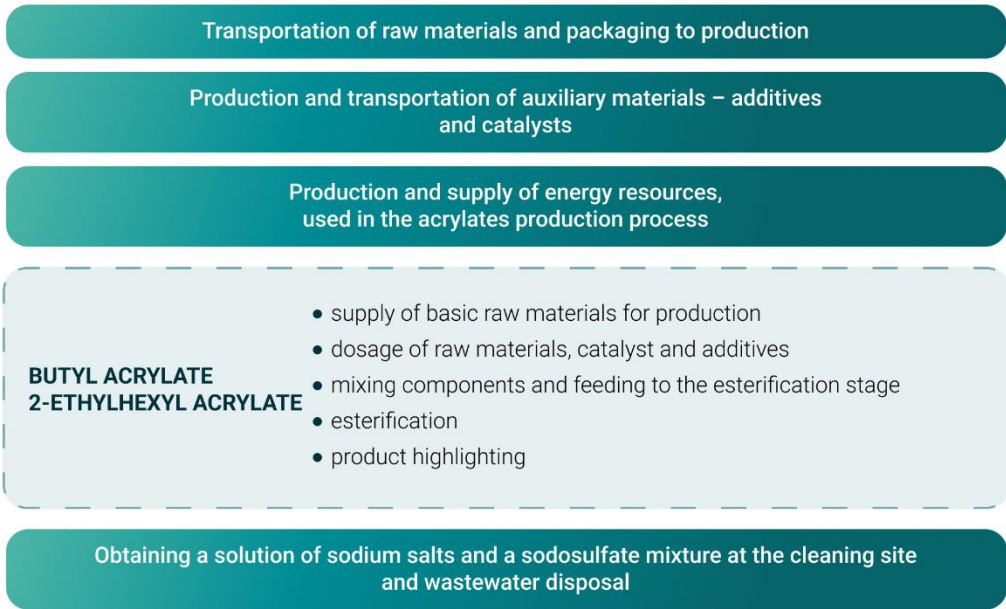 Transportation of raw materials and packaging to production
Production and transportation of auxiliary materials – additives
and catalysts
Production and supply of energy resources,
used in the acrylates production process
BUTYL ACRYLATE
2-ETHYLHEXYL ACRYLATE
• supply of basic raw materials for production
• dosage of raw materials, catalyst and additives
• mixing components and feeding to the esterification stage
• esterification
• product highlighting
Obtaining a solution of sodium salts and a sodosulfate mixture at the cleaning site
and wastewater disposal